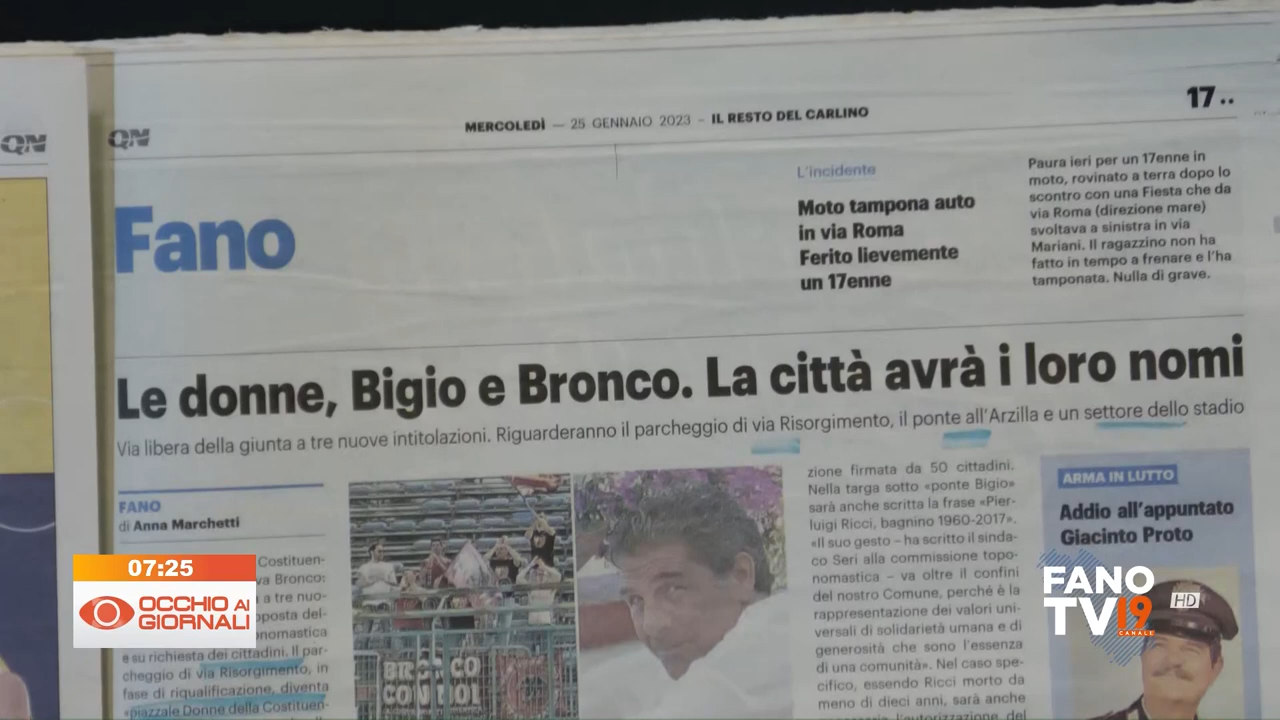 QN
QN
MERCOLEDÌ — 25 GENNAIO 2023 – IL RESTO DEL CARLINO
17 ..
Fano
L'incidente
Moto tampona auto
in via Roma
Ferito lievemente
un 17enne
Paura ieri per un 17enne in
moto, rovinato a terra dopo lo
scontro con una Fiesta che da
via Roma (direzione mare)
svoltava a sinistra in via
Mariani. Il ragazzino non ha
fatto in tempo a frenare e l'ha
tamponata. Nulla di grave.
Le donne, Bigio e Bronco. La città avrà i loro nomi
Via libera della giunta a tre nuove intitolazioni. Riguarderanno il parcheggio di via Risorgimento, il ponte all'Arzilla e un settore dello stadio
FANO
di Anna Marchetti
Costituen-
va Bronco:
a tre nuo-
oposta del-
onomastica
e su richiesta dei cittadini. Il par-
cheggio di via Risorgimento, in
fase di riqualificazione, diventa
«piazzale Donne della Costituen-
BRONCO
CON NOI
zione firmata da 50 cittadini.
Nella targa sotto «ponte Bigio»
sarà anche scritta la frase «Pier-
luigi Ricci, bagnino 1960-2017».
«Il suo gesto – ha scritto il sinda-
co Seri alla commissione topo-
nomastica – va oltre il confini
del nostro Comune, perché è la
rappresentazione dei valori uni-
versali di solidarietà umana e di
generosità che sono l'essenza
di una comunità». Nel caso spe-
cifico, essendo Ricci morto da
meno di dieci anni, sarà anche
l'autorizzazione del
ARMA IN LUTTO
Addio all'appuntato
Giacinto Proto
07:25
OCCHIO AI
GIORNALI
FANO
TV19
CANALE
HD